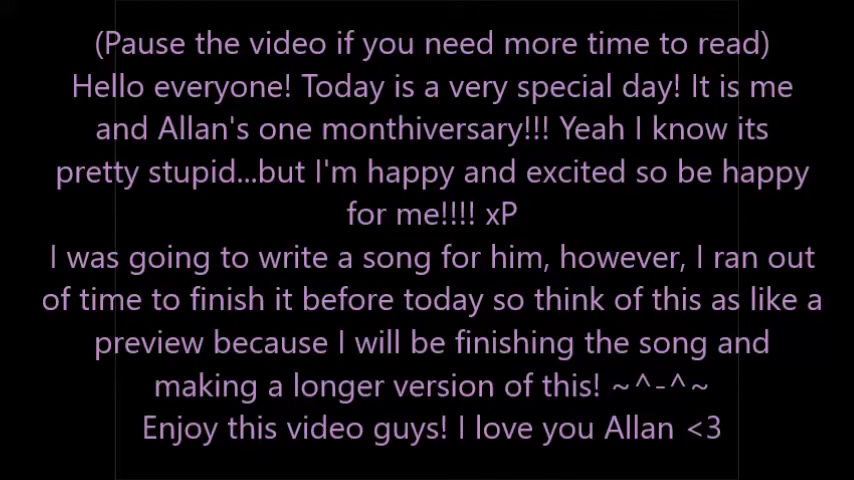 (Pause the video if you need more time to read)
Hello everyone! Today is a very special day! It is me
and Allan's one monthiversary!!! Yeah I know its
pretty stupid...but I'm happy and excited so be happy
for me!!!! xP
I was going to write a song for him, however, I ran out
of time to finish it before today so think of this as like a
preview because I will be finishing the song and
making a longer version of this! ~^-^~
Enjoy this video guys! I love you Allan <3